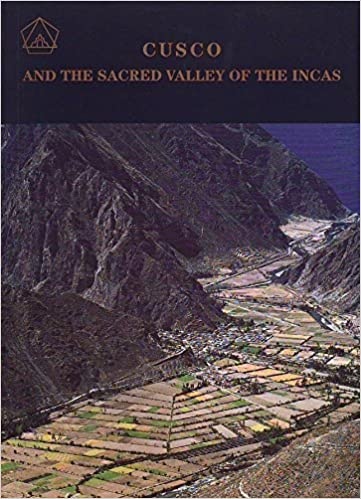 CUSCO
AND THE SACRED VALLEY OF THE INCAS